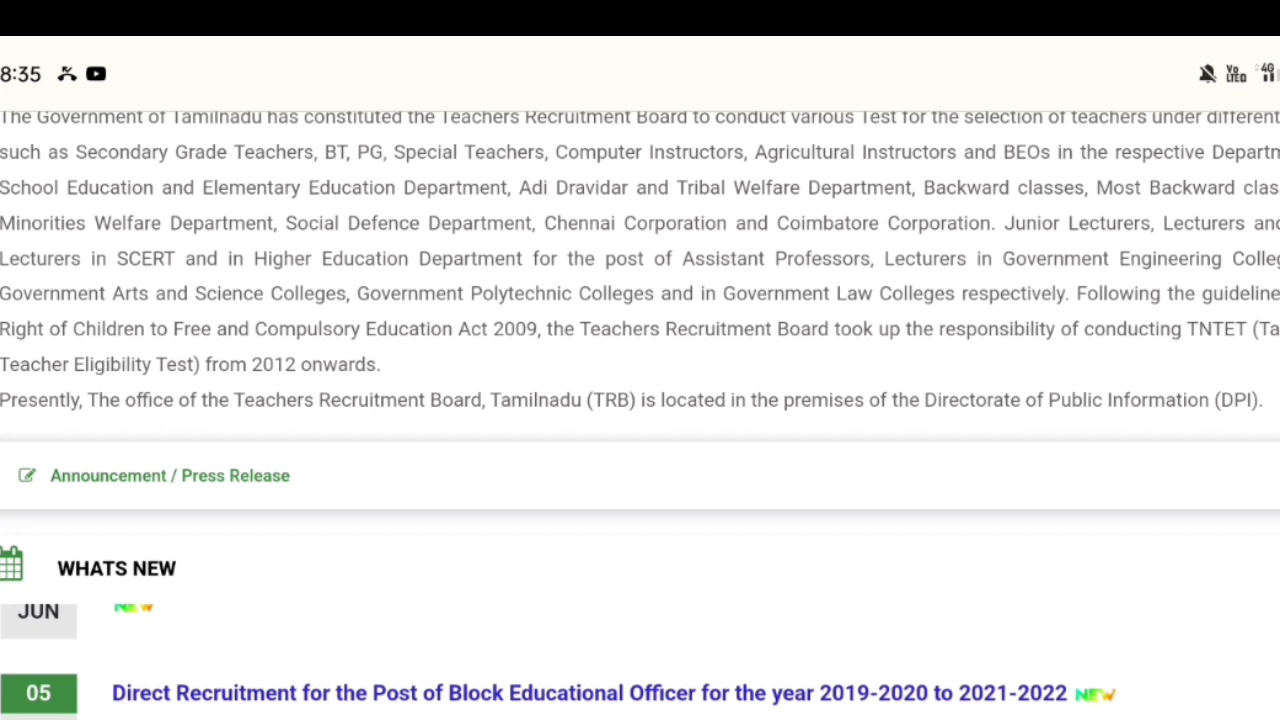 8:35
Vo LTED 4G
The Government of Tamilnadu has constituted the Teachers Recruitment Board to conduct various Test for the selection of teachers under different
such as Secondary Grade Teachers, BT, PG, Special Teachers, Computer Instructors, Agricultural Instructors and BEOs in the respective Departm
School Education and Elementary Education Department, Adi Dravidar and Tribal Welfare Department, Backward classes, Most Backward clas
Minorities Welfare Department, Social Defence Department, Chennai Corporation and Coimbatore Corporation. Junior Lecturers, Lecturers and
Lecturers in SCERT and in Higher Education Department for the post of Assistant Professors, Lecturers in Government Engineering Colleg
Government Arts and Science Colleges, Government Polytechnic Colleges and in Government Law Colleges respectively. Following the guideline
Right of Children to Free and Compulsory Education Act 2009, the Teachers Recruitment Board took up the responsibility of conducting TNTET (Ta
Teacher Eligibility Test) from 2012 onwards.
Presently, The office of the Teachers Recruitment Board, Tamilnadu (TRB) is located in the premises of the Directorate of Public Information (DPI).
Announcement / Press Release
WHATS NEW
JUN NEW
05 Direct Recruitment for the Post of Block Educational Officer for the year 2019-2020 to 2021-2022 NEW